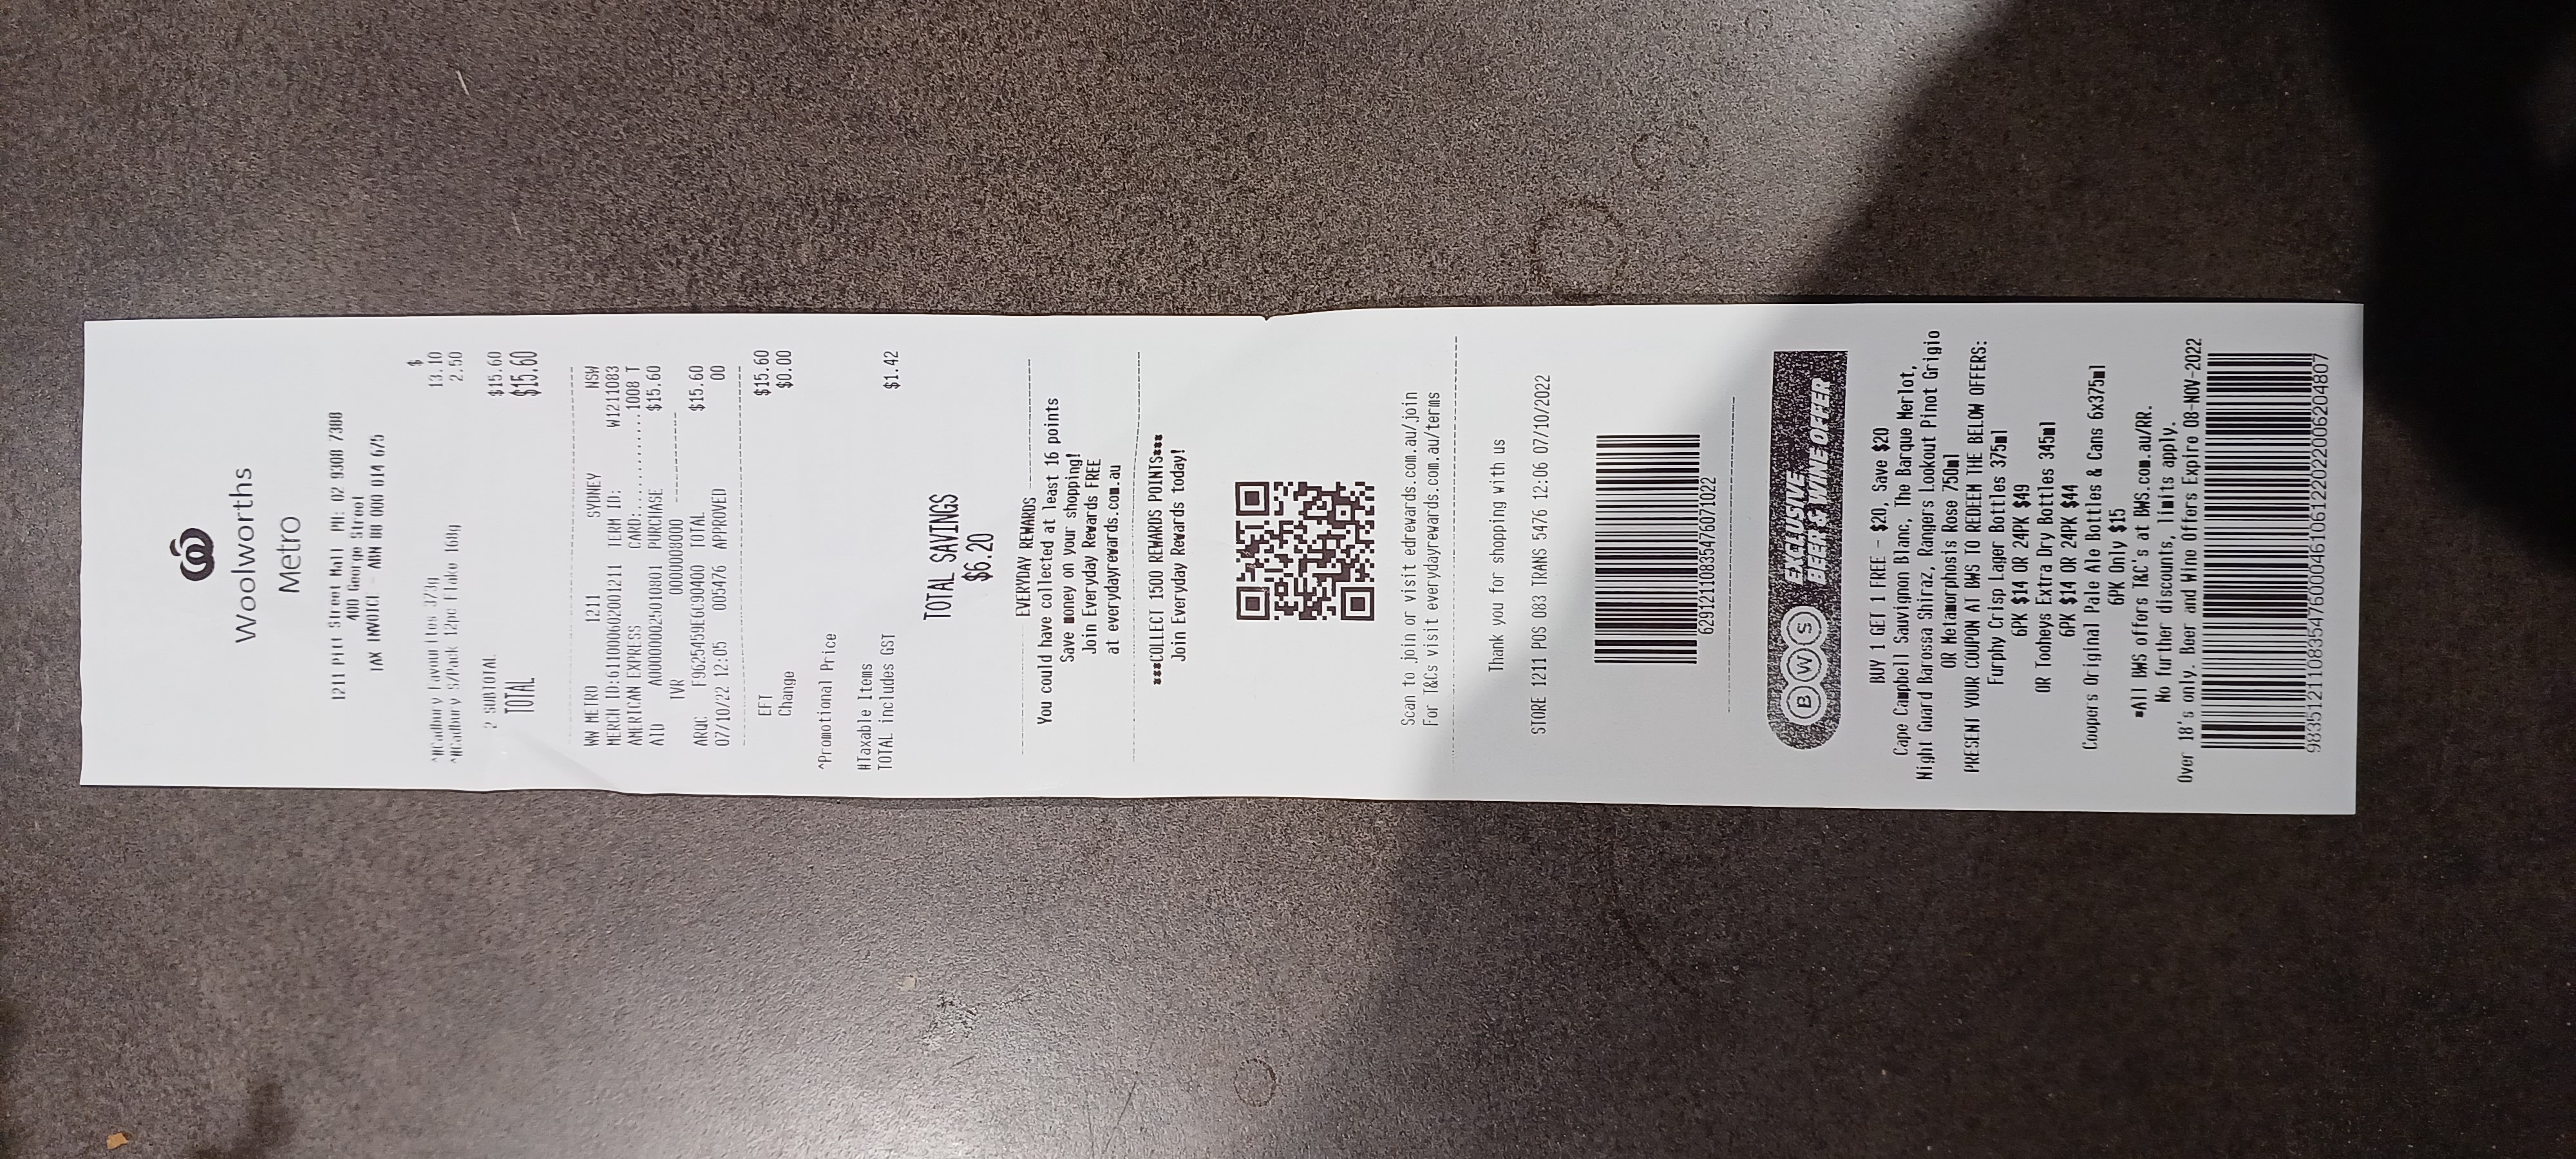 Woolworths
Metro
1211 Pitt Street Mall PH: 02 9308 7308
400 George Street
TAX INVOICE - ABN 88 000 014 675
$
^#Cadbury Favourites 373g 13.10
^#Cadbury S/Pack 12pc Flake 168g 2.50
2 SUBTOTAL $15.60
TOTAL $15.60
WW METRO 1211 SYDNEY NSW
MERCH ID:611000602001211 TERM ID: W1211083
AMERICAN EXPRESS CARD:............1008 T
AID A000000025010801 PURCHASE $15.60
TVR 0000009000
ARQC F9625459E6C90400 TOTAL $15.60
07/10/22 12:05 005476 APPROVED 00
EFT $15.60
Change $0.00
^Promotional Price
#Taxable Items
TOTAL includes GST $1.42
TOTAL SAVINGS
$6.20
EVERYDAY REWARDS
You could have collected at least 16 points
Save money on your shopping!
Join Everyday Rewards FREE
at everydayrewards.com.au
***COLLECT 1500 REWARDS POINTS***
Join Everyday Rewards today!
Scan to join or visit edrewards.com.au/join
For T&Cs visit everydayrewards.com.au/terms
Thank you for shopping with us
STORE 1211 POS 083 TRANS 5476 12:06 07/10/2022
6291211083547607​1022
BWS EXCLUSIVE
BEER & WINE OFFER
BUY 1 GET 1 FREE - $20, Save $20
Cape Campbell Sauvignon Blanc, The Barque Merlot,
Night Guard Barossa Shiraz, Rangers Lookout Pinot Grigio
OR Metamorphosis Rose 750ml
PRESENT YOUR COUPON AT BWS TO REDEEM THE BELOW OFFERS:
Furphy Crisp Lager Bottles 375ml
6PK $14 OR 24PK $49
OR Tooheys Extra Dry Bottles 345ml
6PK $14 OR 24PK $44
Coopers Original Pale Ale Bottles & Cans 6x375ml
6PK Only $15
*All BWS offers T&C's at BWS.com.au/RR.
No further discounts, limits apply.
Over 18's only. Beer and Wine Offers Expire 08-NOV-2022
98351211083547600046106122022006204807